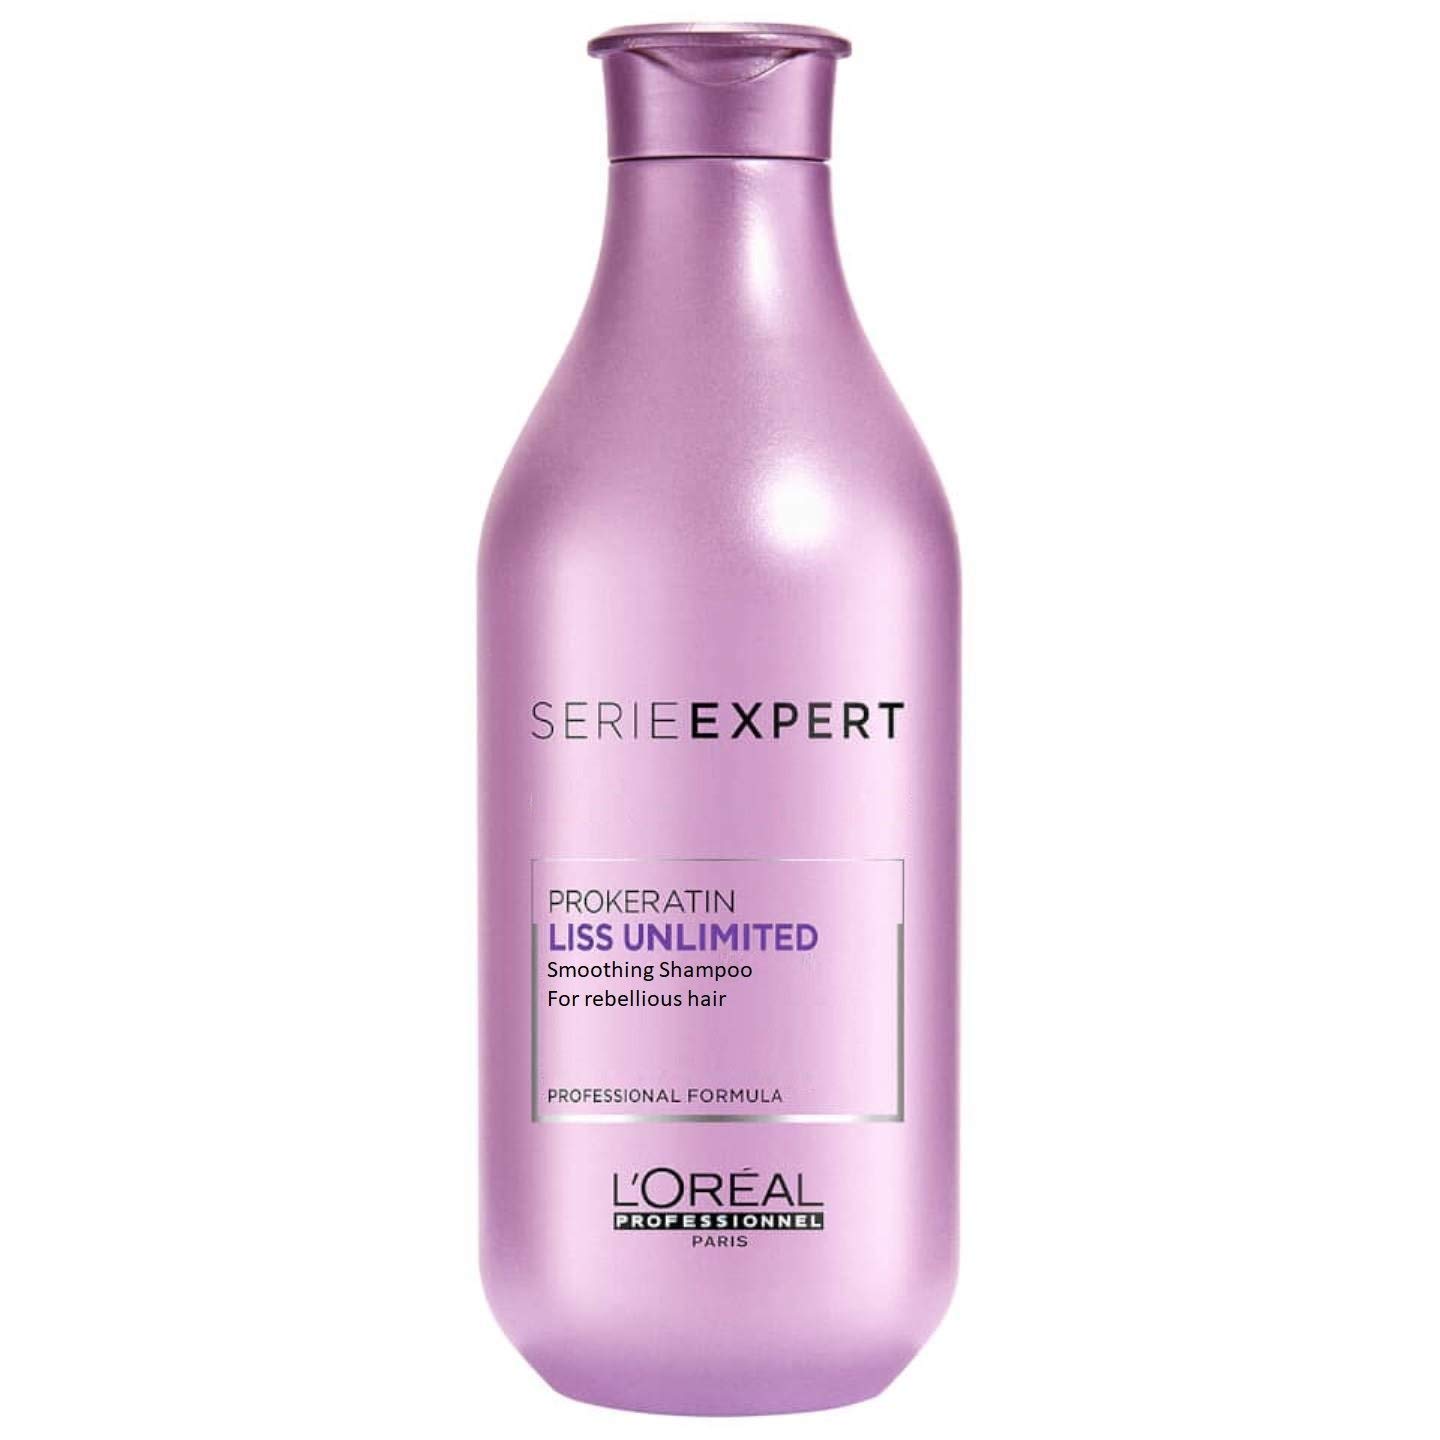 SERIEEXPERT
PROKERATIN
LISS UNLIMITED
Smoothing Shampoo
For rebellious hair
PROFESSIONAL FORMULA
L'ORÉAL
PROFESSIONNEL
PARIS